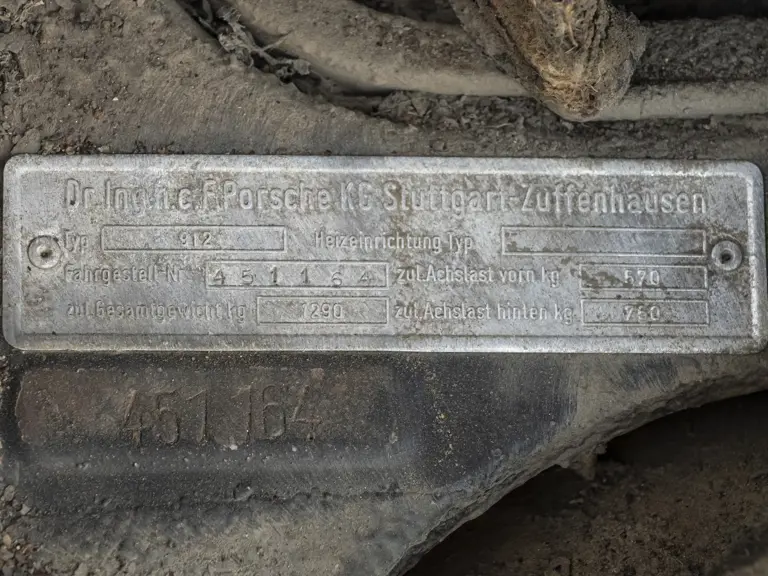 Dr. Ing. h. c. F. Porsche KG Stuttgart-Zuffenhausen
Typ 912 Heizeinrichtung Typ
Fahrgestell-Nr 451164 zul. Achslast vorn kg 570
zul. Gesamtgewicht kg 1290 zul. Achslast hinten kg 760
451164